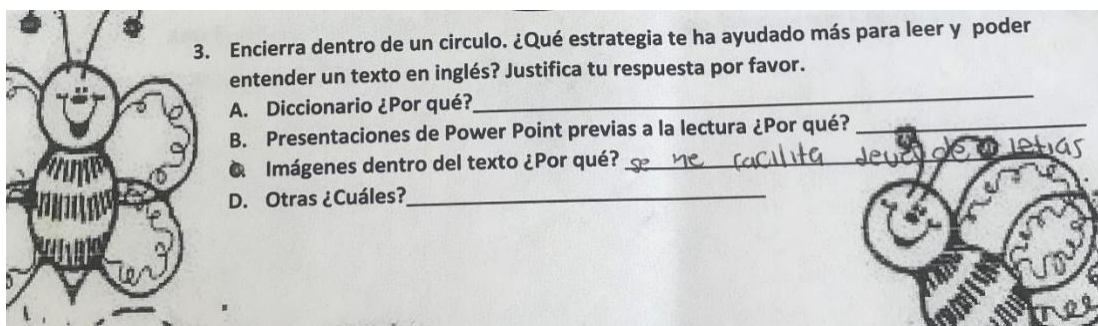 3. Encierra dentro de un circulo. ¿Qué estrategia te ha ayudado más para leer y poder
entender un texto en inglés? Justifica tu respuesta por favor.
A. Diccionario ¿Por qué?
B. Presentaciones de Power Point previas a la lectura ¿Por qué?
Imágenes dentro del texto ¿Por qué? se me facilita letras
D. Otras ¿Cuáles?